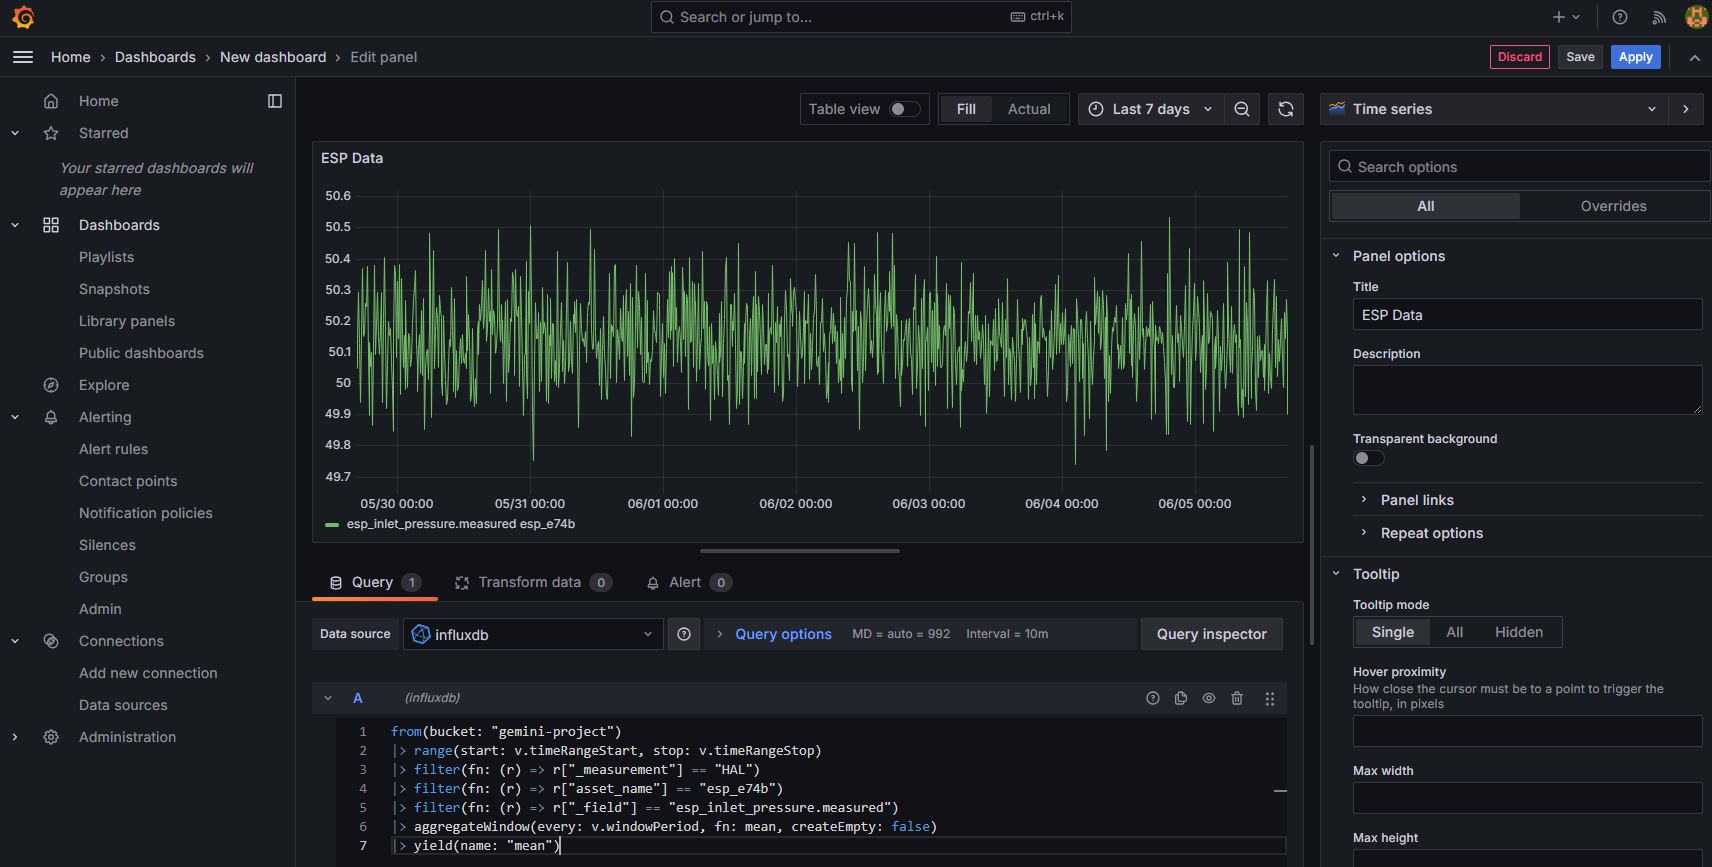 Search or jump to...
ctrl+k
Home › Dashboards › New dashboard › Edit panel
Discard
Save
Apply
Home
Starred
Your starred dashboards will
appear here
Dashboards
Playlists
Snapshots
Library panels
Public dashboards
Explore
Alerting
Alert rules
Contact points
Notification policies
Silences
Groups
Admin
Connections
Add new connection
Data sources
Administration
Table view
Fill
Actual
Last 7 days
ESP Data
50.6
50.5
50.4
50.3
50.2
50.1
50
49.9
49.8
49.7
05/30 00:00
05/31 00:00
06/01 00:00
06/02 00:00
06/03 00:00
06/04 00:00
06/05 00:00
esp_inlet_pressure.measured esp_e74b
Query 1
Transform data 0
Alert 0
Data source
influxdb
Query options
MD = auto = 992
Interval = 10m
Query inspector
A
(influxdb)
1 from(bucket: "gemini-project")
2 |> range(start: v.timeRangeStart, stop: v.timeRangeStop)
3 |> filter(fn: (r) => r["_measurement"] == "HAL")
4 |> filter(fn: (r) => r["asset_name"] == "esp_e74b")
5 |> filter(fn: (r) => r["_field"] == "esp_inlet_pressure.measured")
6 |> aggregateWindow(every: v.windowPeriod, fn: mean, createEmpty: false)
7 |> yield(name: "mean")
Time series
Search options
All
Overrides
Panel options
Title
ESP Data
Description
Transparent background
Panel links
Repeat options
Tooltip
Tooltip mode
Single
All
Hidden
Hover proximity
How close the cursor must be to a point to trigger the
tooltip, in pixels
Max width
Max height